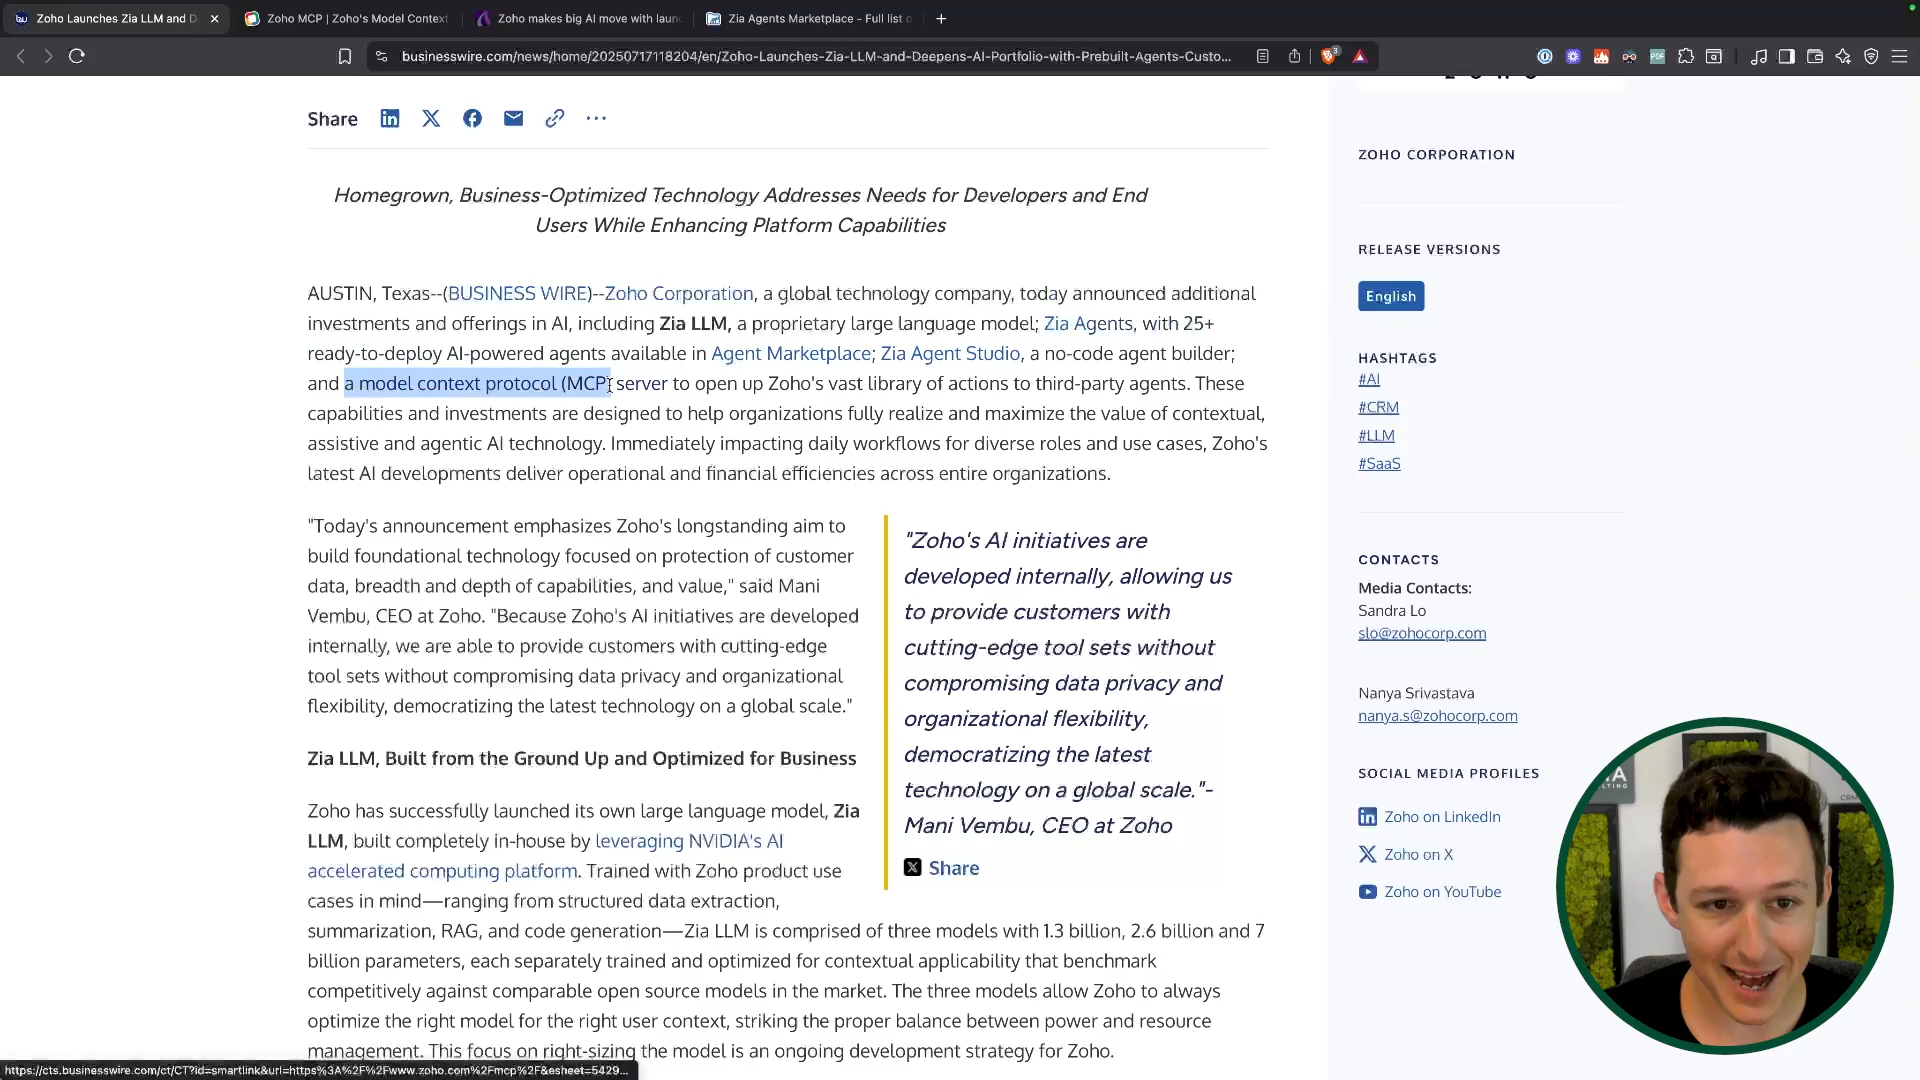 Zoho Launches Zia LLM and D
Zoho MCP | Zoho's Model Context
Zoho makes big AI move with laun
Zia Agents Marketplace - Full list o
businesswire.com/news/home/20250717118204/en/Zoho-Launches-Zia-LLM-and-Deepens-AI-Portfolio-with-Prebuilt-Agents-Custo...
3
PDF
Share
Homegrown, Business-Optimized Technology Addresses Needs for Developers and End
Users While Enhancing Platform Capabilities
AUSTIN, Texas--(BUSINESS WIRE)--Zoho Corporation, a global technology company, today announced additional
investments and offerings in AI, including Zia LLM, a proprietary large language model; Zia Agents, with 25+
ready-to-deploy AI-powered agents available in Agent Marketplace; Zia Agent Studio, a no-code agent builder;
and a model context protocol (MCP) server to open up Zoho's vast library of actions to third-party agents. These
capabilities and investments are designed to help organizations fully realize and maximize the value of contextual,
assistive and agentic AI technology. Immediately impacting daily workflows for diverse roles and use cases, Zoho's
latest AI developments deliver operational and financial efficiencies across entire organizations.
"Today's announcement emphasizes Zoho's longstanding aim to
build foundational technology focused on protection of customer
data, breadth and depth of capabilities, and value," said Mani
Vembu, CEO at Zoho. "Because Zoho's AI initiatives are developed
internally, we are able to provide customers with cutting-edge
tool sets without compromising data privacy and organizational
flexibility, democratizing the latest technology on a global scale."
"Zoho's AI initiatives are
developed internally, allowing us
to provide customers with
cutting-edge tool sets without
compromising data privacy and
organizational flexibility,
democratizing the latest
technology on a global scale."-
Mani Vembu, CEO at Zoho
Share
Zia LLM, Built from the Ground Up and Optimized for Business
Zoho has successfully launched its own large language model, Zia
LLM, built completely in-house by leveraging NVIDIA's AI
accelerated computing platform. Trained with Zoho product use
cases in mind—ranging from structured data extraction,
summarization, RAG, and code generation—Zia LLM is comprised of three models with 1.3 billion, 2.6 billion and 7
billion parameters, each separately trained and optimized for contextual applicability that benchmark
competitively against comparable open source models in the market. The three models allow Zoho to always
optimize the right model for the right user context, striking the proper balance between power and resource
management. This focus on right-sizing the model is an ongoing development strategy for Zoho.
https://cts.businesswire.com/ct/CT?id=smartlink&url=https%3A%2F%2Fwww.zoho.com%2Fmcp%2F&esheet=5429...
ZOHO CORPORATION
RELEASE VERSIONS
English
HASHTAGS
#AI
#CRM
#LLM
#SaaS
CONTACTS
Media Contacts:
Sandra Lo
slo@zohocorp.com
Nanya Srivastava
nanya.s@zohocorp.com
SOCIAL MEDIA PROFILES
Zoho on LinkedIn
Zoho on X
Zoho on YouTube